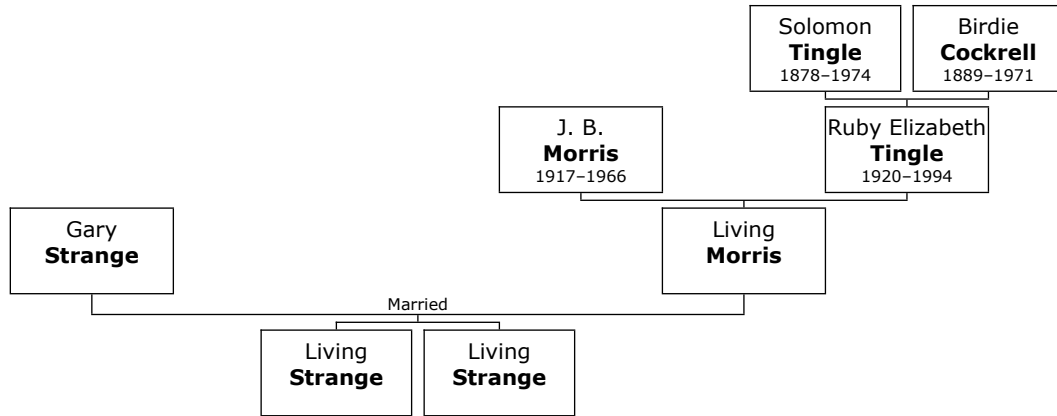 Solomon
Tingle
1878–1974
Birdie
Cockrell
1889–1971
J. B.
Morris
1917–1966
Ruby Elizabeth
Tingle
1920–1994
Gary
Strange
Living
Morris
Married
Living
Strange
Living
Strange